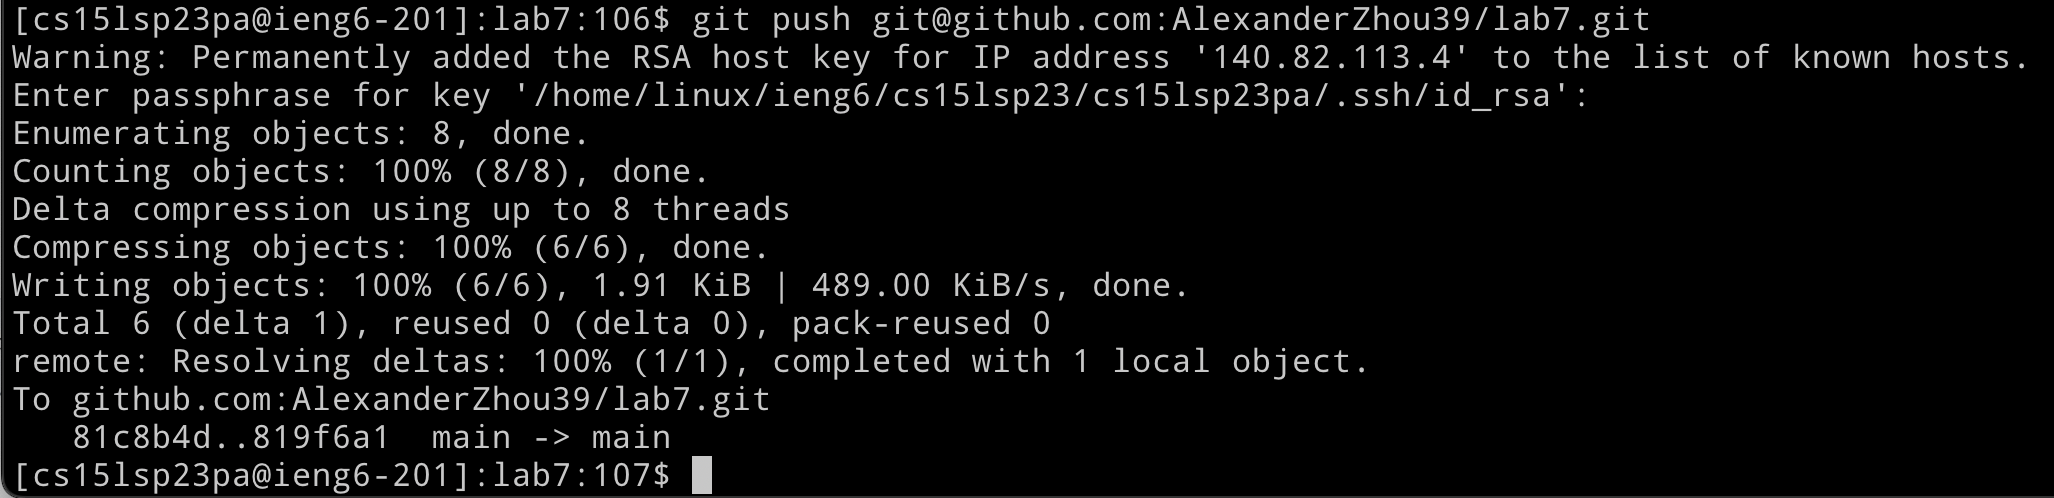 [cs15lsp23pa@ieng6-201]:lab7:106$ git push git@github.com:AlexanderZhou39/lab7.git
Warning: Permanently added the RSA host key for IP address '140.82.113.4' to the list of known hosts.
Enter passphrase for key '/home/linux/ieng6/cs15lsp23/cs15lsp23pa/.ssh/id_rsa':
Enumerating objects: 8, done.
Counting objects: 100% (8/8), done.
Delta compression using up to 8 threads
Compressing objects: 100% (6/6), done.
Writing objects: 100% (6/6), 1.91 KiB | 489.00 KiB/s, done.
Total 6 (delta 1), reused 0 (delta 0), pack-reused 0
remote: Resolving deltas: 100% (1/1), completed with 1 local object.
To github.com:AlexanderZhou39/lab7.git
   81c8b4d..819f6a1  main -> main
[cs15lsp23pa@ieng6-201]:lab7:107$